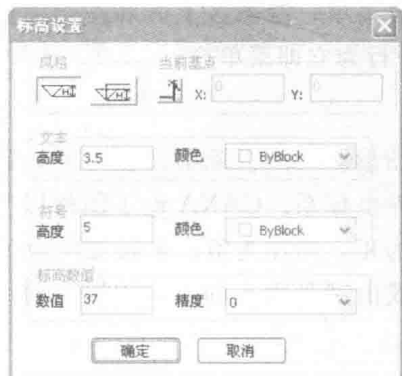 标高设置
风格 当前基点
X: 0 Y: 0
文本
高度 3.5 颜色 ByBlock
符号
高度 5 颜色 ByBlock
标高数值
数值 37 精度 0
确定 取消